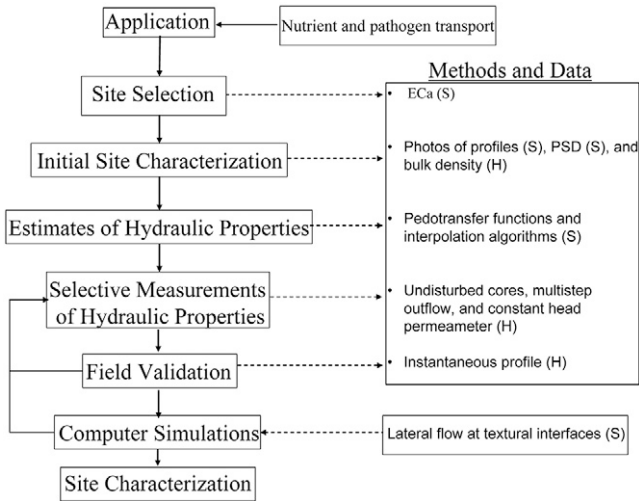 Application
Nutrient and pathogen transport
Methods and Data
Site Selection
• ECa (S)
Initial Site Characterization
• Photos of profiles (S), PSD (S), and
bulk density (H)
Estimates of Hydraulic Properties
• Pedotransfer functions and
interpolation algorithms (S)
Selective Measurements
of Hydraulic Properties
• Undisturbed cores, multistep
outflow, and constant head
permeameter (H)
Field Validation
• Instantaneous profile (H)
Computer Simulations
Lateral flow at textural interfaces (S)
Site Characterization